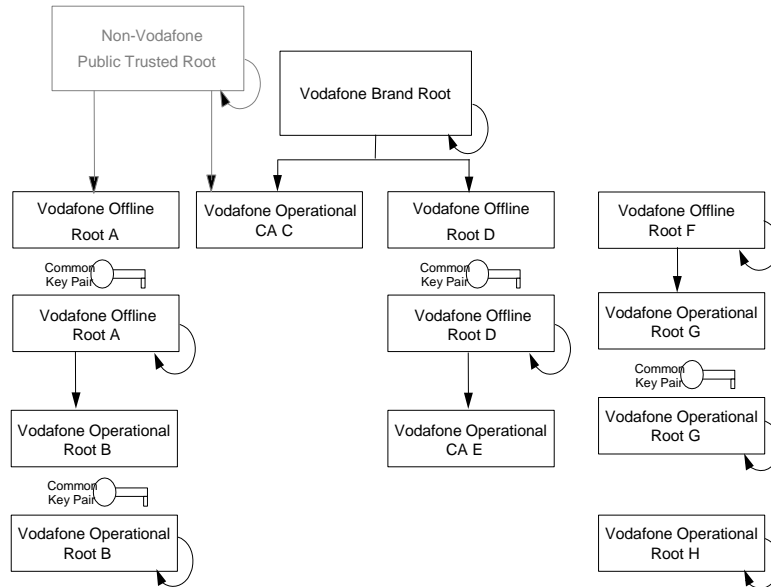 Non-Vodafone
Public Trusted Root
Vodafone Brand Root
Vodafone Offline
Root A
Vodafone Operational
CA C
Vodafone Offline
Root D
Vodafone Offline
Root F
Common
Key Pair
Common
Key Pair
Vodafone Offline
Root A
Vodafone Offline
Root D
Vodafone Operational
Root G
Common
Key Pair
Vodafone Operational
Root B
Vodafone Operational
CA E
Vodafone Operational
Root G
Common
Key Pair
Vodafone Operational
Root B
Vodafone Operational
Root H